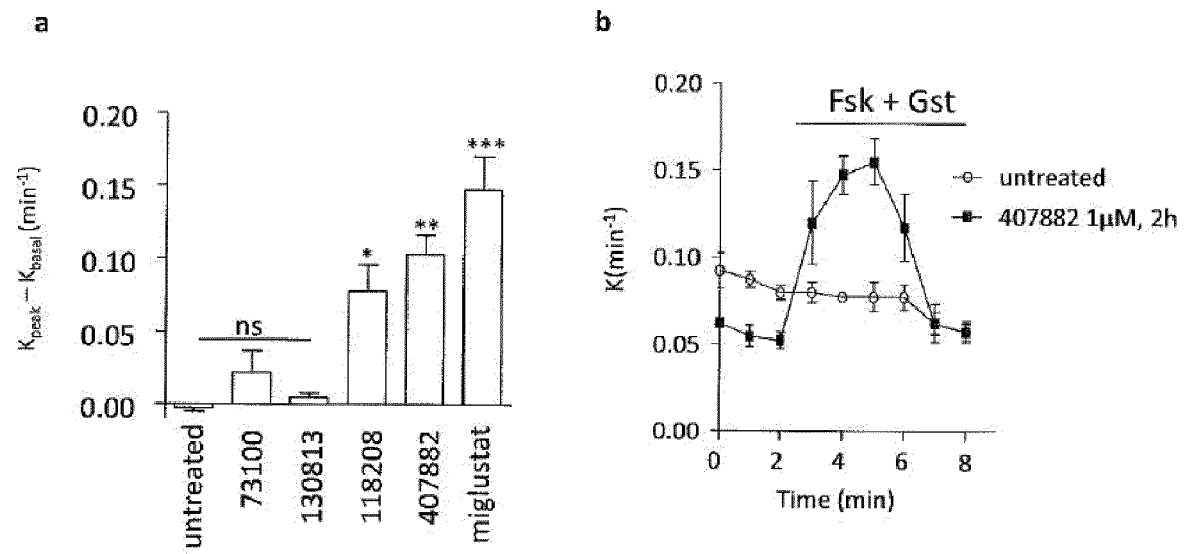 a
K_peak – K_basal (min⁻¹)
0.20
0.15
0.10
0.05
0.00
ns
*
**
***
untreated
73100
130813
118208
407882
miglustat
b
K(min⁻¹)
0.20
0.15
0.10
0.05
0.00
Fsk + Gst
untreated
407882 1µM, 2h
0 2 4 6 8
Time (min)